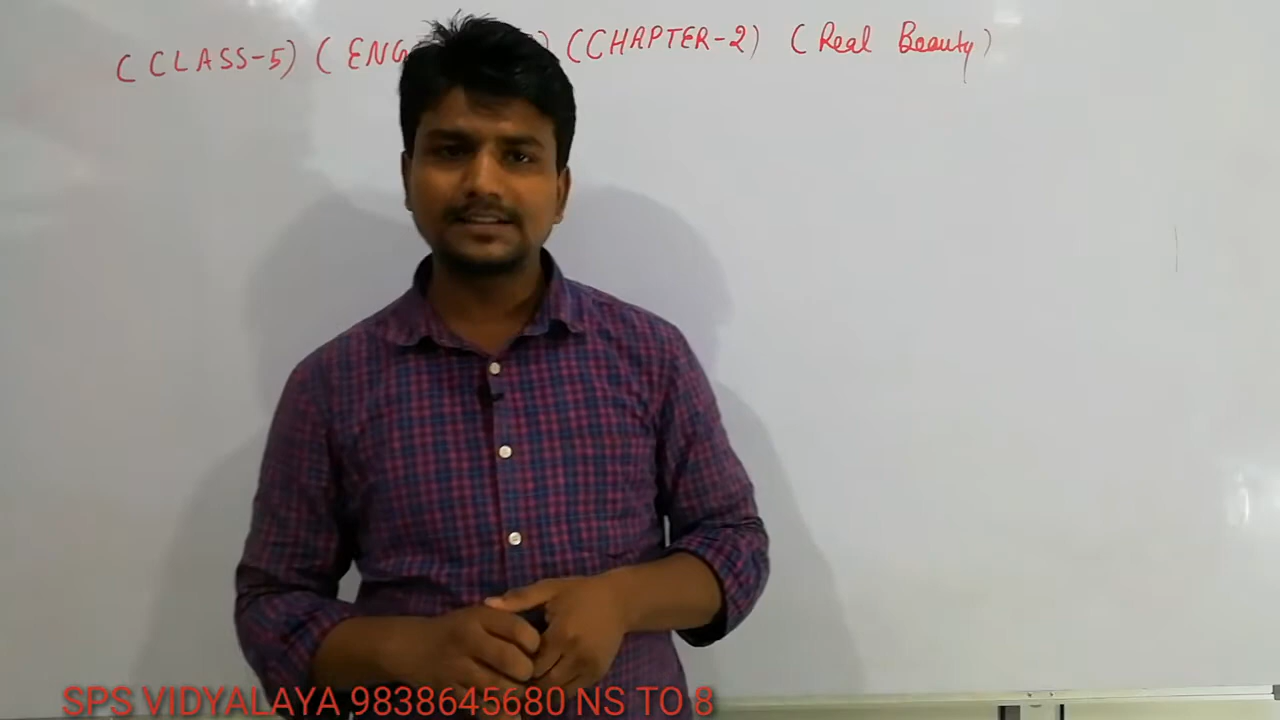 (CLASS-5) (ENG ) (CHAPTER-2) (Real Beauty)
SPS VIDYALAYA 9838645680 NS TO 8